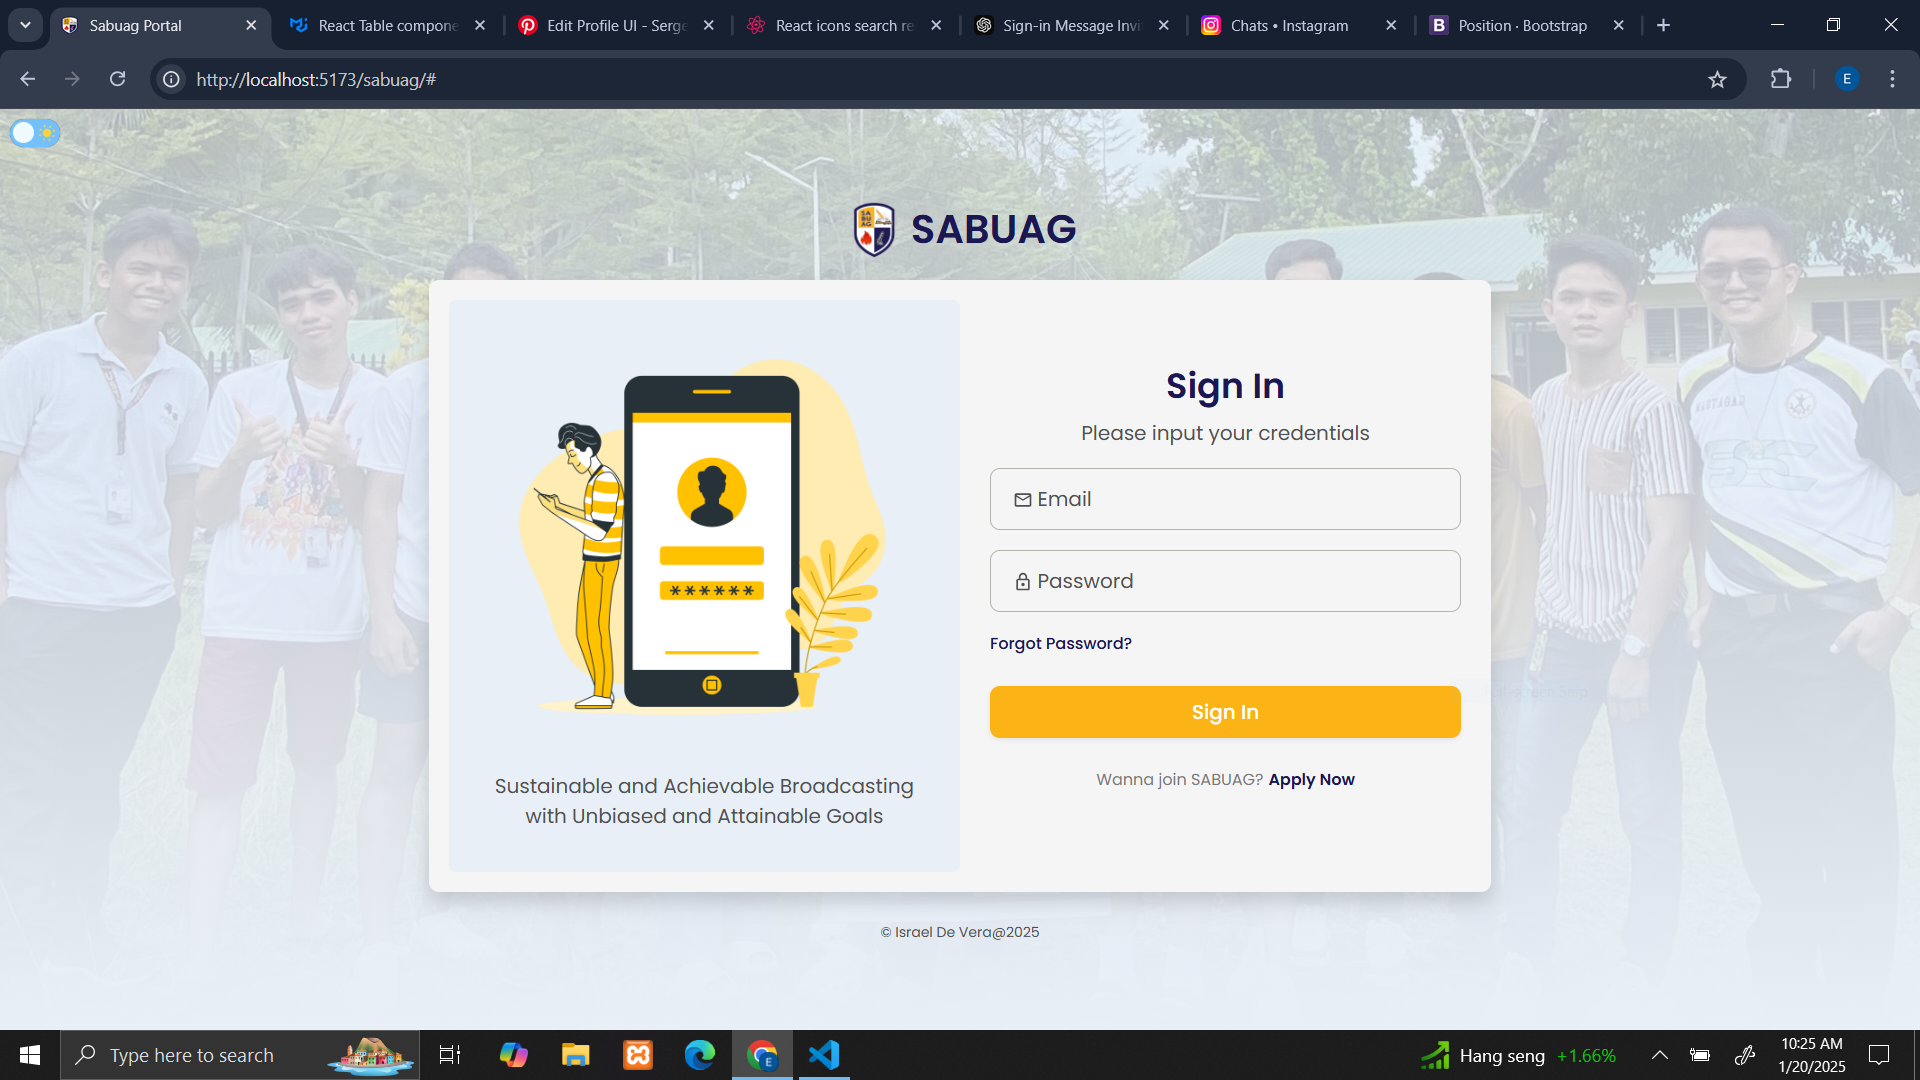 Sabuag Portal
React Table compone
Edit Profile UI - Serge
React icons search re
Sign-in Message Invi
Chats • Instagram
Position · Bootstrap
http://localhost:5173/sabuag/#
E
SABUAG
Sign In
Please input your credentials
Email
Password
Forgot Password?
Sign In
Wanna join SABUAG? Apply Now
******
Sustainable and Achievable Broadcasting
with Unbiased and Attainable Goals
© Israel De Vera@2025
Type here to search
Hang seng +1.66%
10:25 AM
1/20/2025